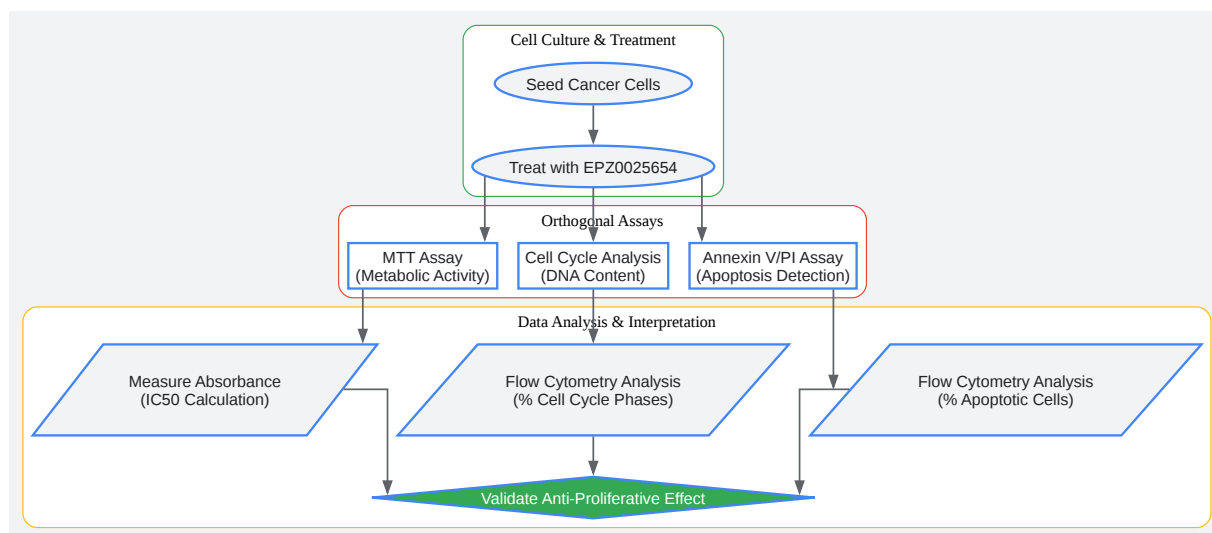 Cell Culture & Treatment
Seed Cancer Cells
Treat with EPZ0025654
Orthogonal Assays
MTT Assay
(Metabolic Activity)
Cell Cycle Analysis
(DNA Content)
Annexin V/PI Assay
(Apoptosis Detection)
Data Analysis & Interpretation
Measure Absorbance
(IC50 Calculation)
Flow Cytometry Analysis
(% Cell Cycle Phases)
Flow Cytometry Analysis
(% Apoptotic Cells)
Validate Anti-Proliferative Effect